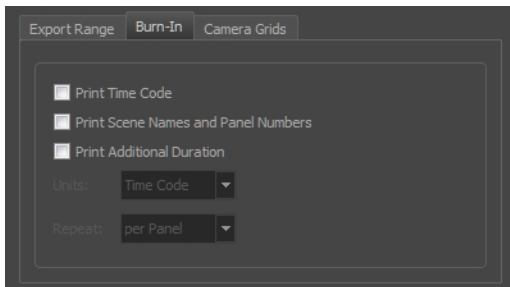 Export Range Burn-In Camera Grids
Print Time Code
Print Scene Names and Panel Numbers
Print Additional Duration
Units: Time Code
Repeat: per Panel